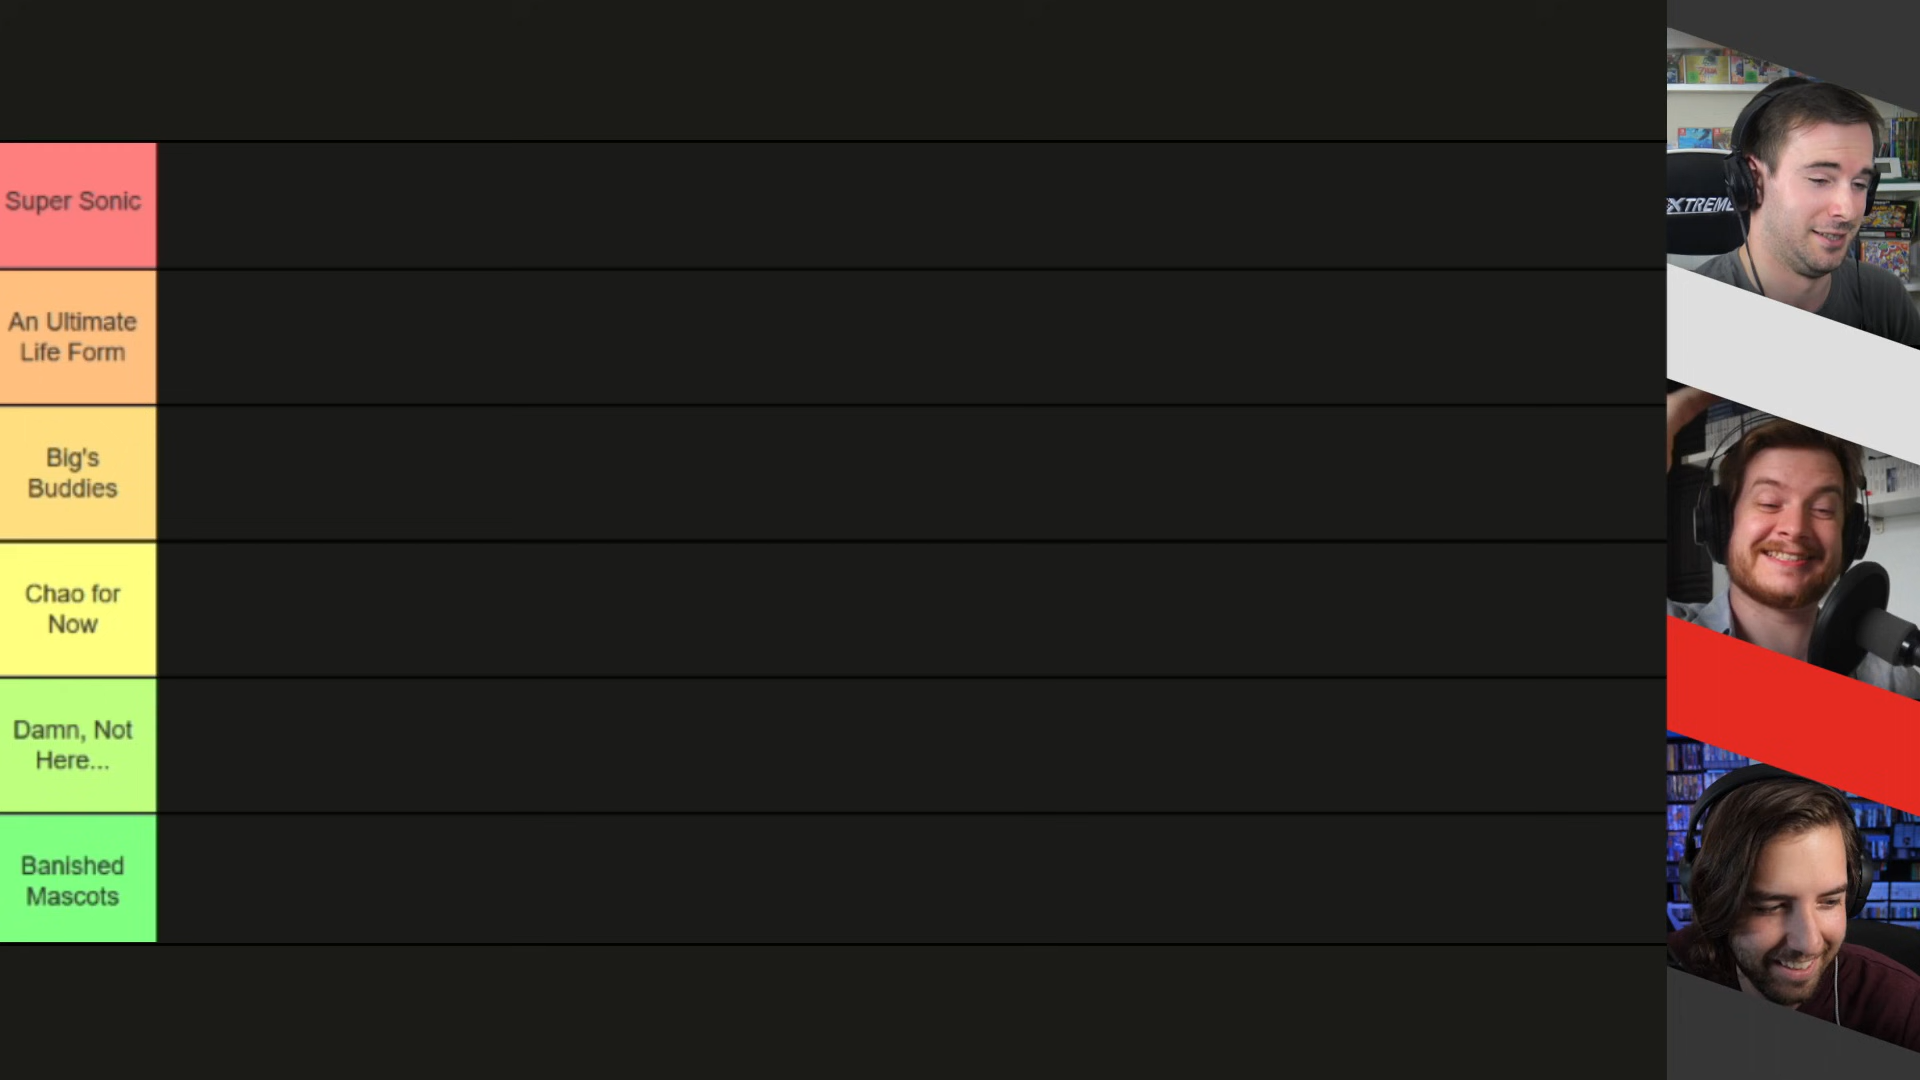 Super Sonic
An Ultimate
Life Form
Big's
Buddies
Chao for
Now
Damn, Not
Here...
Banished
Mascots
XTREME